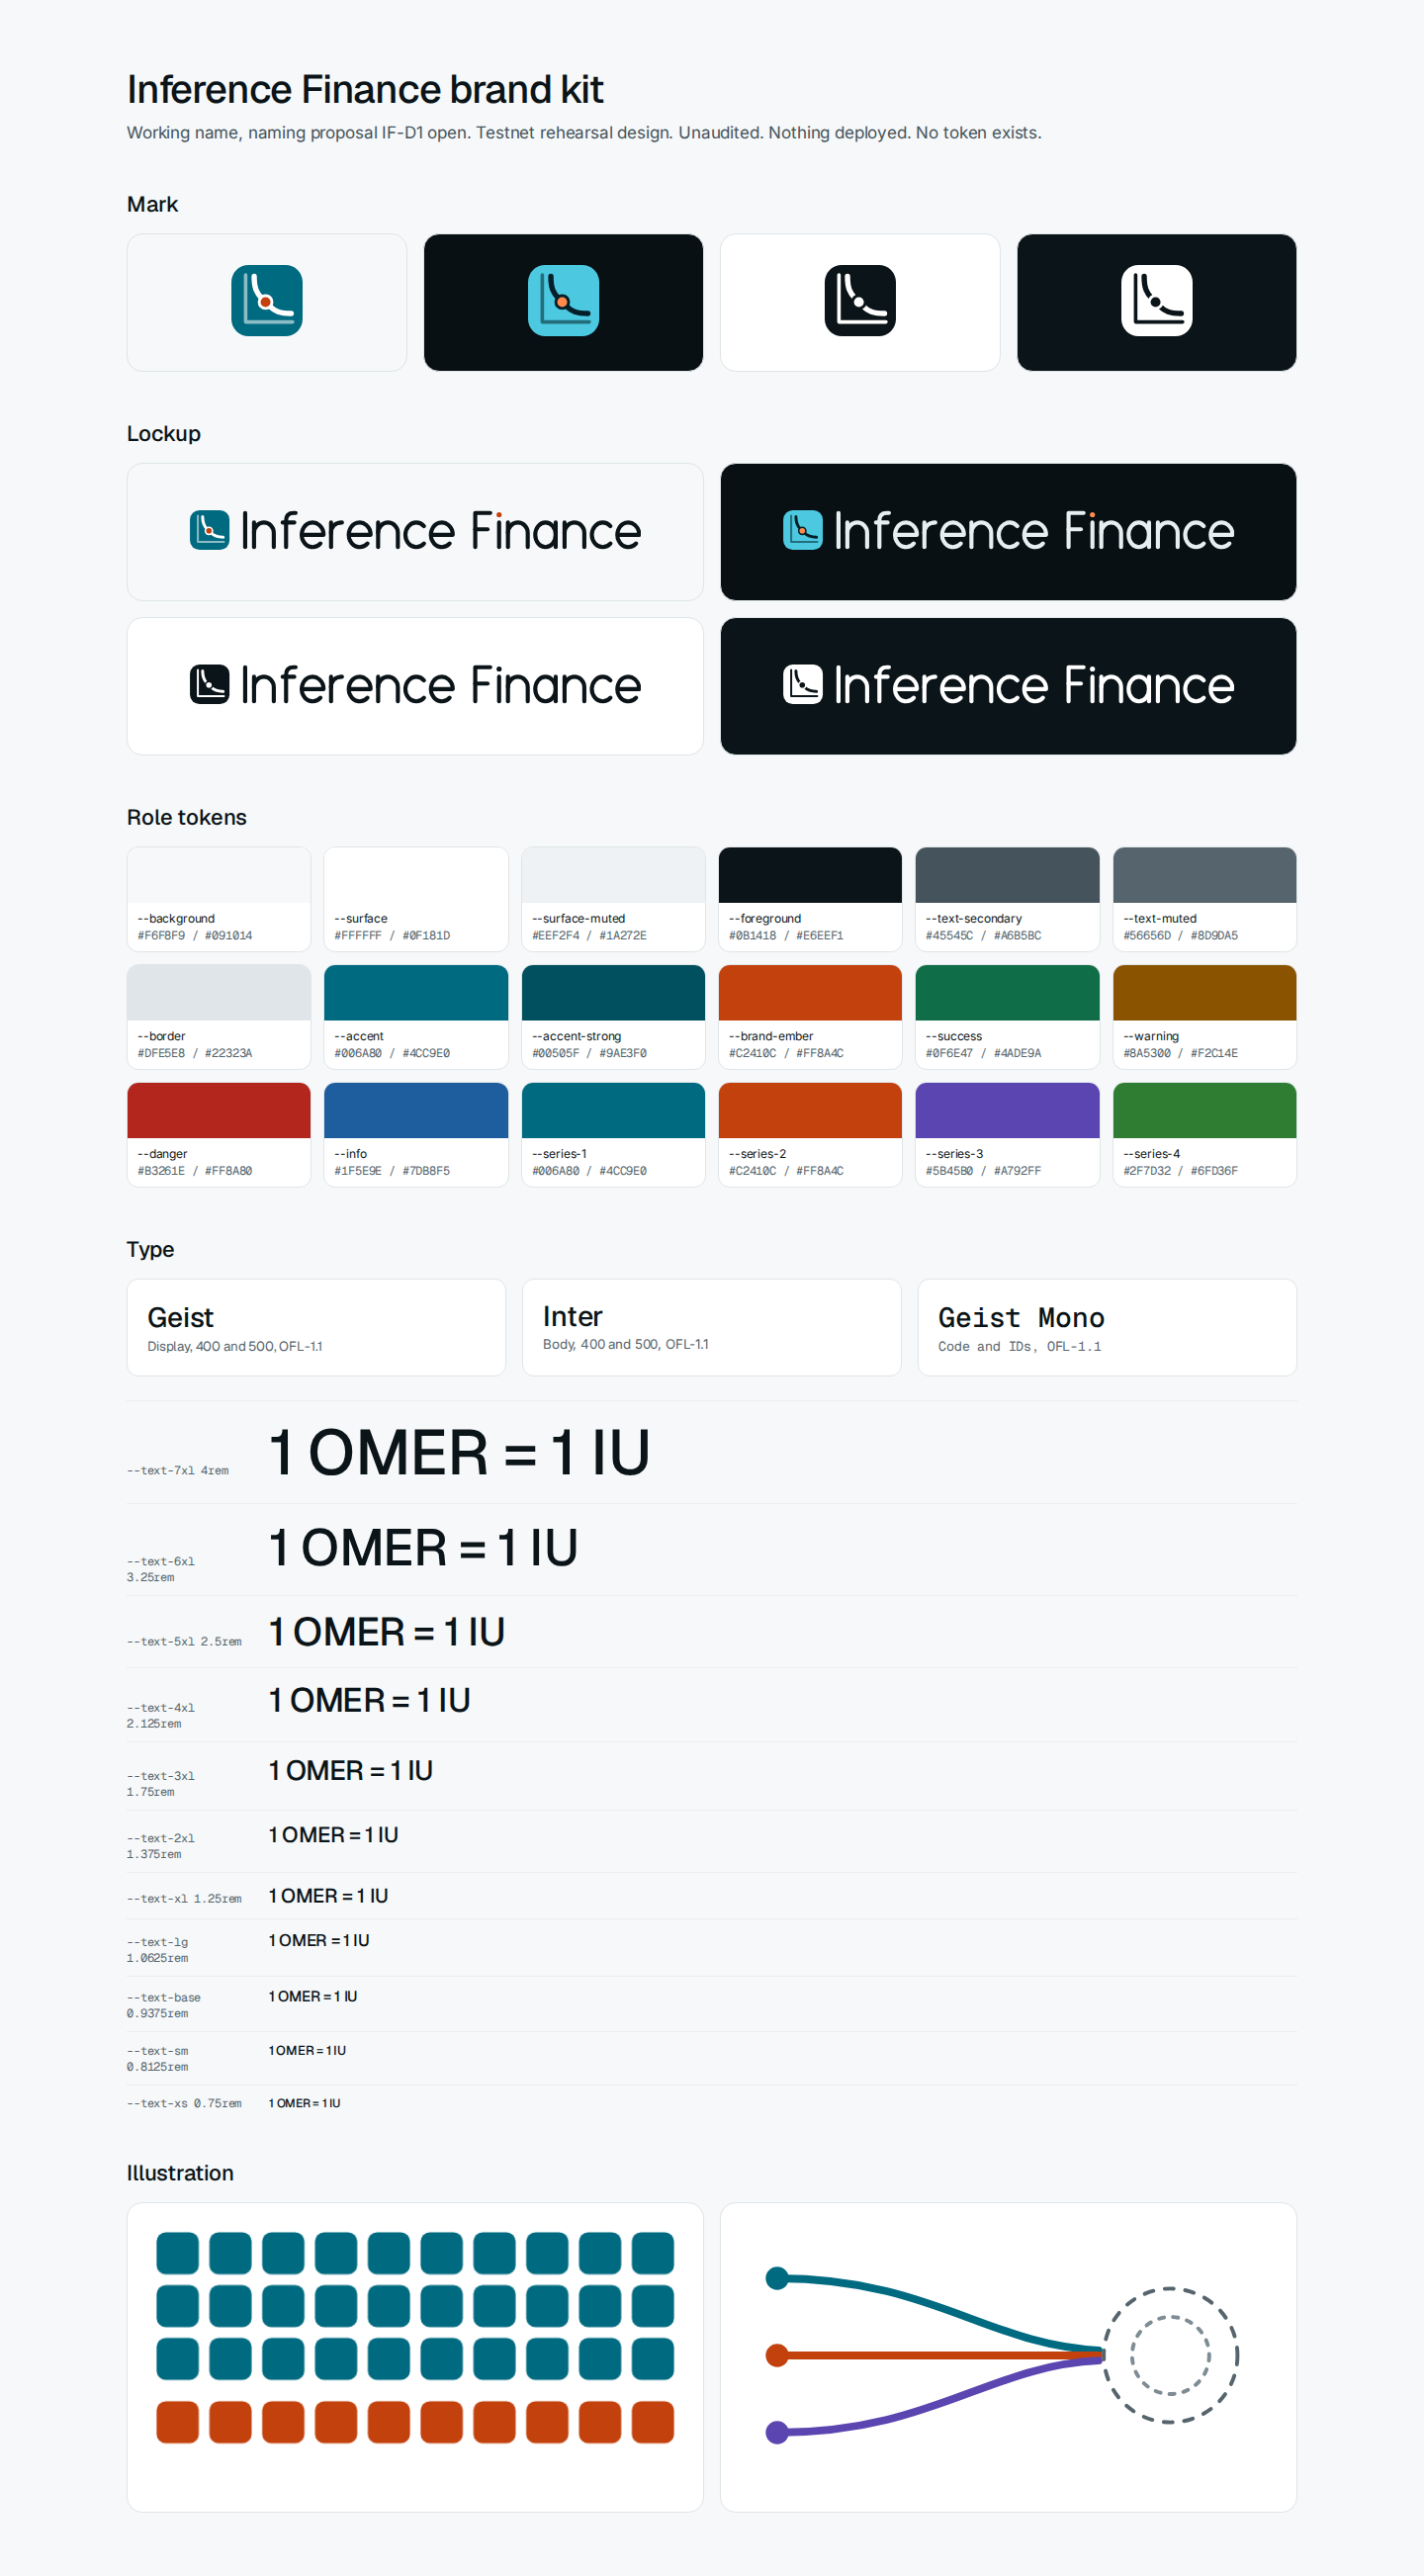 Inference Finance brand kit
Working name, naming proposal IF-D1 open. Testnet rehearsal design. Unaudited. Nothing deployed. No token exists.
Mark
Lockup
Inference Finance
Inference Finance
Inference Finance
Inference Finance
Role tokens
--background
#F6F8F9 / #091014
--surface
#FFFFFF / #0F181D
--surface-muted
#EEF2F4 / #1A272E
--foreground
#0B1418 / #E6EEF1
--text-secondary
#45545C / #A6B5BC
--text-muted
#56656D / #8D9DA5
--border
#DFE5E8 / #22323A
--accent
#006A80 / #4CC9E0
--accent-strong
#00505F / #9AE3F0
--brand-ember
#C2410C / #FF8A4C
--success
#0F6E47 / #4ADE9A
--warning
#8A5300 / #F2C14E
--danger
#B3261E / #FF8A80
--info
#1F5E9E / #7DB8F5
--series-1
#006A80 / #4CC9E0
--series-2
#C2410C / #FF8A4C
--series-3
#5B45B0 / #A792FF
--series-4
#2F7D32 / #6FD36F
Type
Geist
Display, 400 and 500, OFL-1.1
Inter
Body, 400 and 500, OFL-1.1
Geist Mono
Code and IDs, OFL-1.1
--text-7xl 4rem
1 OMER = 1 IU
--text-6xl
3.25rem
1 OMER = 1 IU
--text-5xl 2.5rem
1 OMER = 1 IU
--text-4xl
2.125rem
1 OMER = 1 IU
--text-3xl
1.75rem
1 OMER = 1 IU
--text-2xl
1.375rem
1 OMER = 1 IU
--text-xl 1.25rem
1 OMER = 1 IU
--text-lg
1.0625rem
1 OMER = 1 IU
--text-base
0.9375rem
1 OMER = 1 IU
--text-sm
0.8125rem
1 OMER = 1 IU
--text-xs 0.75rem
1 OMER = 1 IU
Illustration